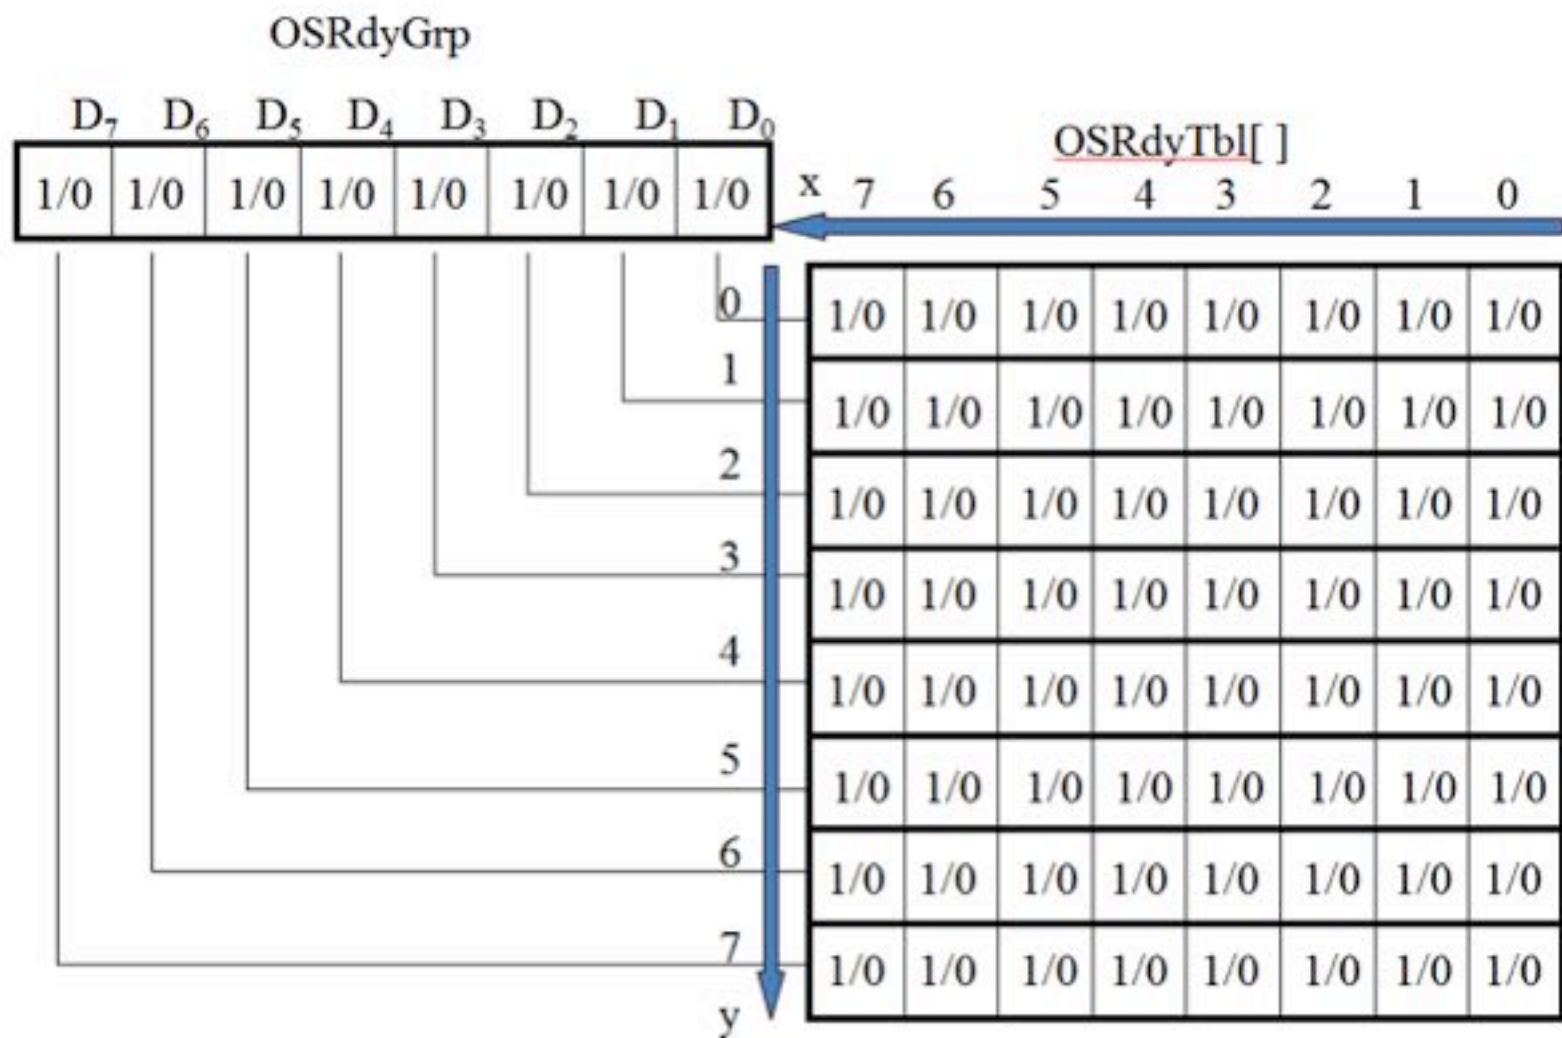 OSRdyGrp
D₇ D₆ D₅ D₄ D₃ D₂ D₁ D₀
1/0 1/0 1/0 1/0 1/0 1/0 1/0 1/0
OSRdyTbl[ ]
x 7 6 5 4 3 2 1 0
0 1/0 1/0 1/0 1/0 1/0 1/0 1/0 1/0
1 1/0 1/0 1/0 1/0 1/0 1/0 1/0 1/0
2 1/0 1/0 1/0 1/0 1/0 1/0 1/0 1/0
3 1/0 1/0 1/0 1/0 1/0 1/0 1/0 1/0
4 1/0 1/0 1/0 1/0 1/0 1/0 1/0 1/0
5 1/0 1/0 1/0 1/0 1/0 1/0 1/0 1/0
6 1/0 1/0 1/0 1/0 1/0 1/0 1/0 1/0
7 1/0 1/0 1/0 1/0 1/0 1/0 1/0 1/0
y